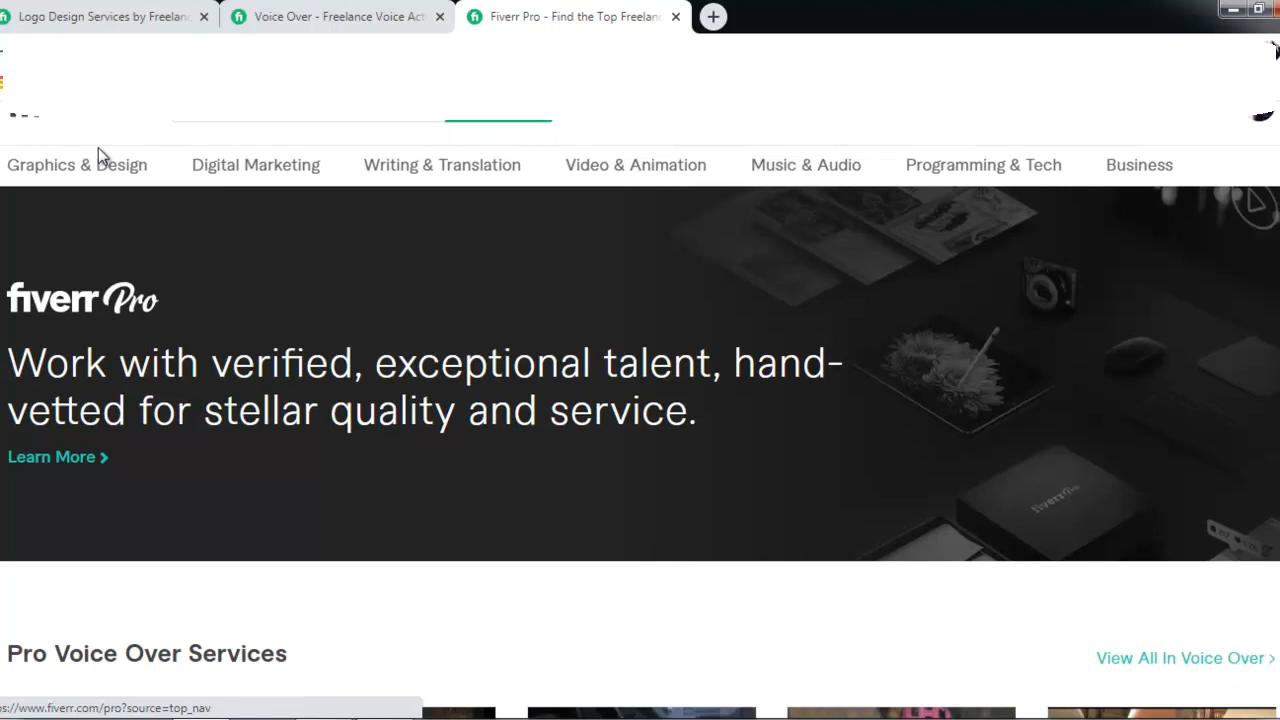 Logo Design Services by Freelanc
Voice Over - Freelance Voice Act
Fiverr Pro - Find the Top Freelanc
Graphics & Design
Digital Marketing
Writing & Translation
Video & Animation
Music & Audio
Programming & Tech
Business
fiverr Pro
Work with verified, exceptional talent, hand-
vetted for stellar quality and service.
Learn More >
fiverr Pro
Pro Voice Over Services
View All In Voice Over >
ps://www.fiverr.com/pro?source=top_nav